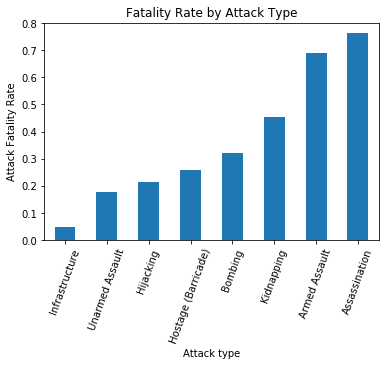 Fatality Rate by Attack Type
Attack Fatality Rate
0.8
0.7
0.6
0.5
0.4
0.3
0.2
0.1
0.0
Infrastructure
Unarmed Assault
Hijacking
Hostage (Barricade)
Bombing
Kidnapping
Armed Assault
Assassination
Attack type